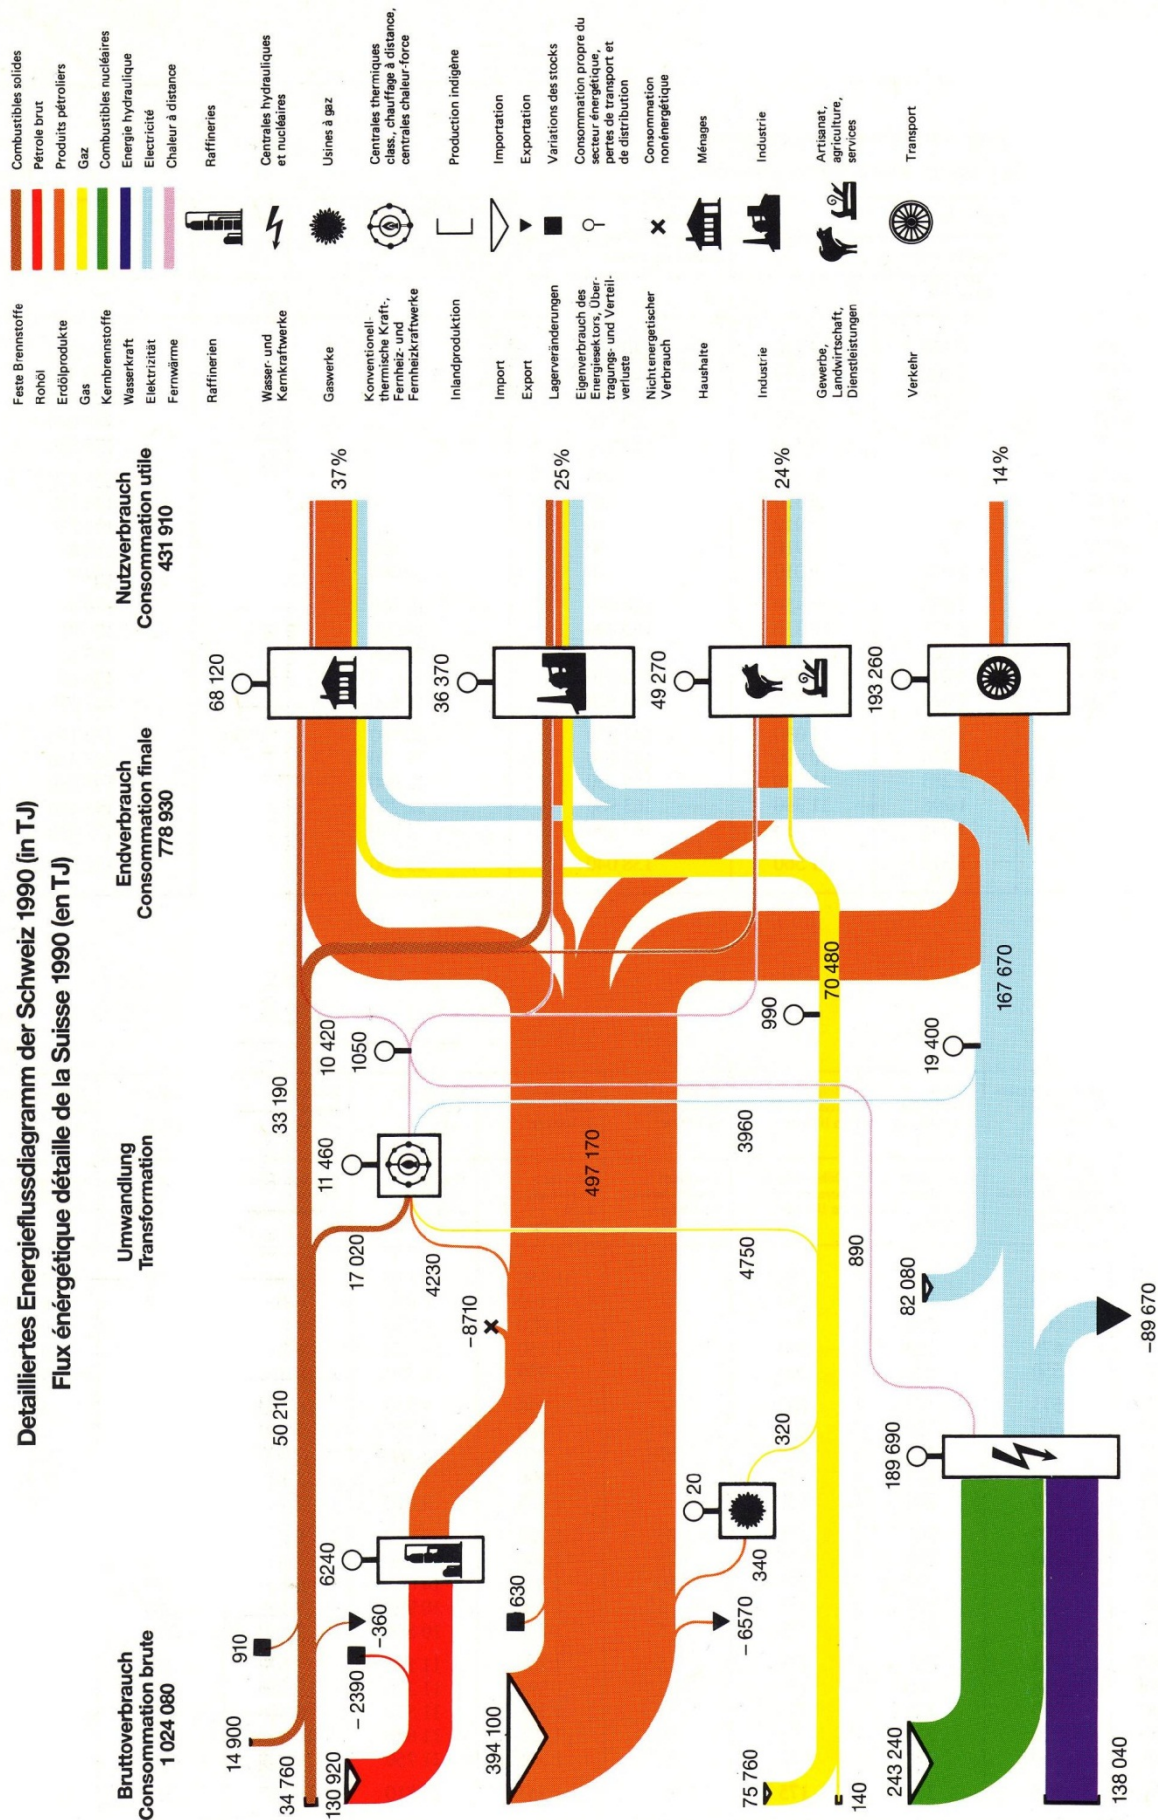 Detailliertes Energieflussdiagramm der Schweiz 1990 (in TJ)
Flux énérgétique détaille de la Suisse 1990 (en TJ)
Bruttoverbrauch
Consommation brute
1 024 080
Umwandlung
Transformation
Endverbrauch
Consommation finale
778 930
Nutzverbrauch
Consommation utile
431 910
14 900
910
34 760
50 210
33 190
130 920
– 2390
–360
6240
17 020
4230
11 460
10 420
1050
68 120
37 %
–8710
394 100
630
497 170
36 370
25 %
– 6570
340
20
320
4750
3960
990
70 480
49 270
24 %
75 760
140
890
243 240
189 690
82 080
19 400
167 670
193 260
14 %
138 040
–89 670
Feste Brennstoffe
Combustibles solides
Rohöl
Pétrole brut
Erdölprodukte
Produits pétroliers
Gas
Gaz
Kernbrennstoffe
Combustibles nucléaires
Wasserkraft
Energie hydraulique
Elektrizität
Electricité
Fernwärme
Chaleur à distance
Raffinerien
Raffineries
Wasser- und
Kernkraftwerke
Centrales hydrauliques
et nucléaires
Gaswerke
Usines à gaz
Konventionell-
thermische Kraft-,
Fernheiz- und
Fernheizkraftwerke
Centrales thermiques
class., chauffage à distance,
centrales chaleur-force
Inlandproduktion
Production indigène
Import
Importation
Export
Exportation
Lagerveränderungen
Variations des stocks
Eigenverbrauch des
Energiesektors, Über-
tragungs- und Verteil-
verluste
Consommation propre du
secteur énergétique,
pertes de transport et
de distribution
Nichtenergetischer
Verbrauch
Consommation
nonénergétique
Haushalte
Ménages
Industrie
Industrie
Gewerbe,
Landwirtschaft,
Dienstleistungen
Artisanat,
agriculture,
services
Verkehr
Transport